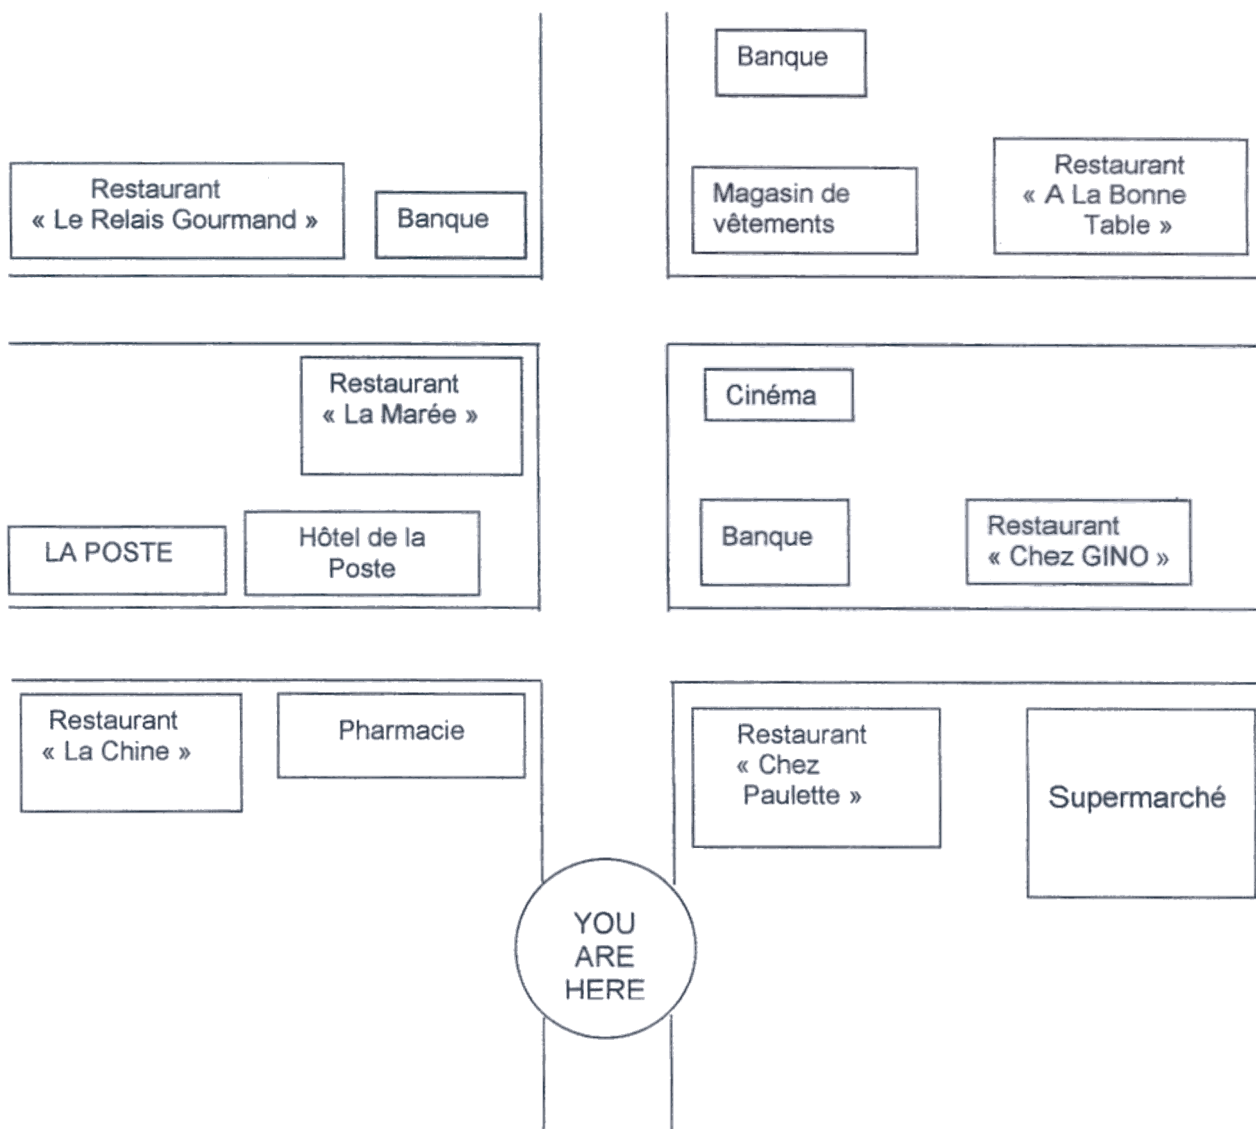 Banque
Restaurant
« Le Relais Gourmand »
Banque
Magasin de
vêtements
Restaurant
« A La Bonne
Table »
Restaurant
« La Marée »
Cinéma
LA POSTE
Hôtel de la
Poste
Banque
Restaurant
« Chez GINO »
Restaurant
« La Chine »
Pharmacie
Restaurant
« Chez
Paulette »
Supermarché
YOU
ARE
HERE